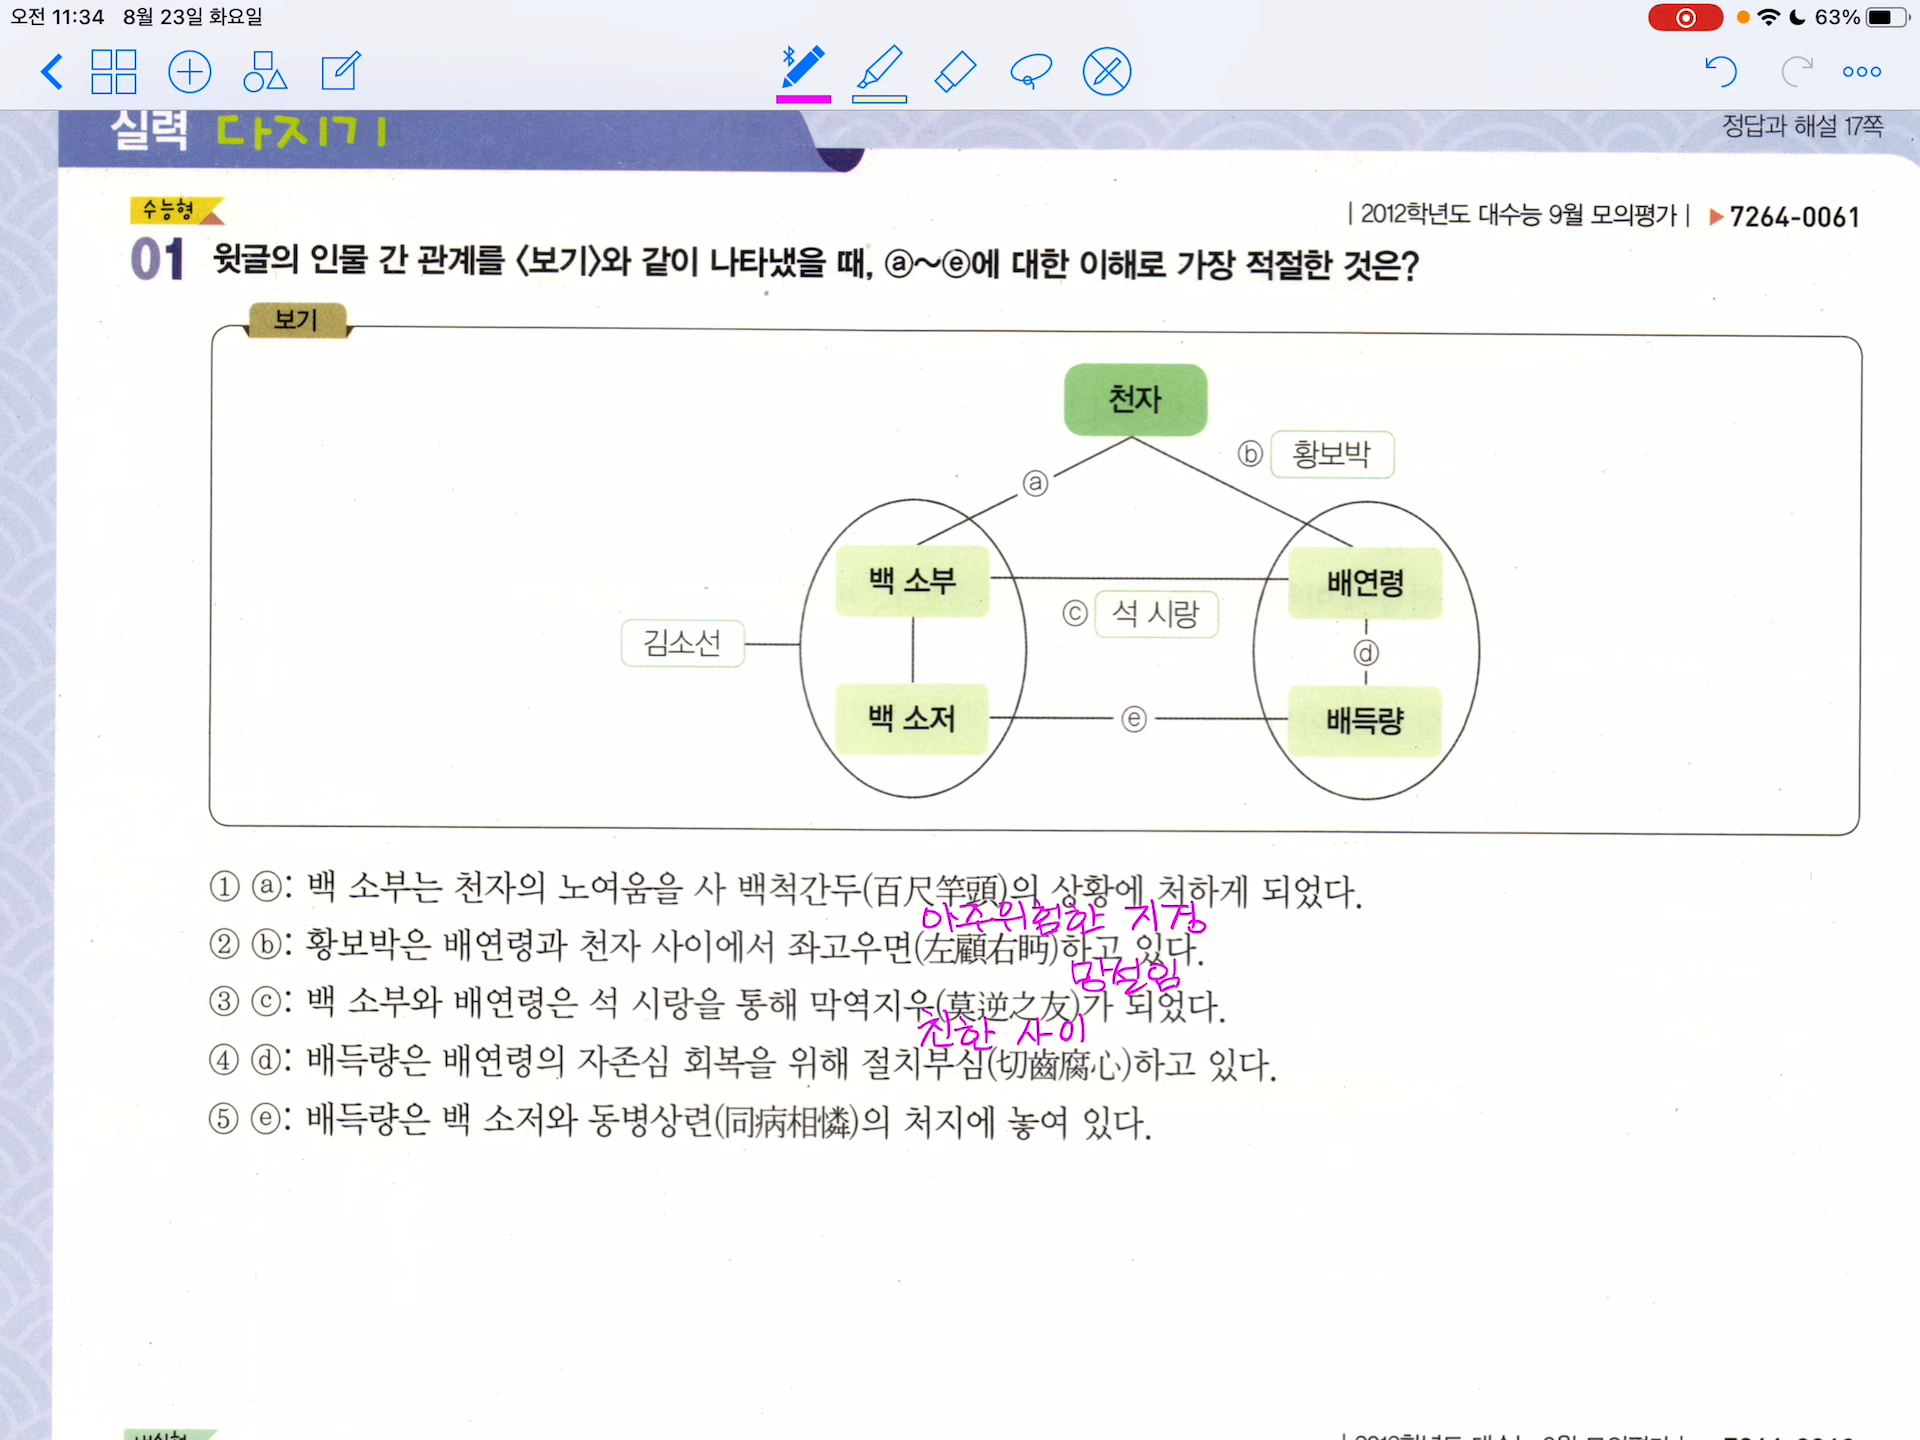 오전 11:34 8월 23일 화요일 63%
실력 다지기
정답과 해설 17쪽
수능형
| 2012학년도 대수능 9월 모의평가 | ▶7264-0061
01 윗글의 인물 간 관계를 〈보기〉와 같이 나타냈을 때, ⓐ～ⓔ에 대한 이해로 가장 적절한 것은?
보기
천자
ⓑ 황보박
ⓐ
백 소부 배연령
ⓒ 석 시랑
김소선
ⓓ
백 소저 ⓔ 배득량
① ⓐ: 백 소부는 천자의 노여움을 사 백척간두(百尺竿頭)의 상황에 처하게 되었다.
아주위험한 지경
② ⓑ: 황보박은 배연령과 천자 사이에서 좌고우면(左顧右眄)하고 있다.
망설임
③ ⓒ: 백 소부와 배연령은 석 시랑을 통해 막역지우(莫逆之友)가 되었다.
친한 사이
④ ⓓ: 배득량은 배연령의 자존심 회복을 위해 절치부심(切齒腐心)하고 있다.
⑤ ⓔ: 배득량은 백 소저와 동병상련(同病相憐)의 처지에 놓여 있다.